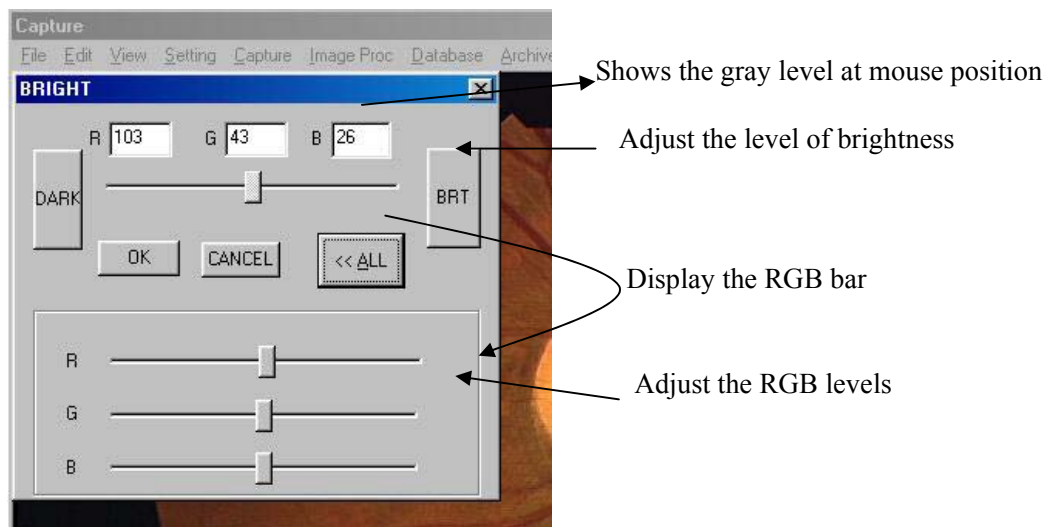 Capture
File Edit View Setting Capture Image Proc Database Archive
BRIGHT
Shows the gray level at mouse position
R 103 G 43 B 26
Adjust the level of brightness
DARK
BRT
OK CANCEL << ALL
Display the RGB bar
R
Adjust the RGB levels
G
B